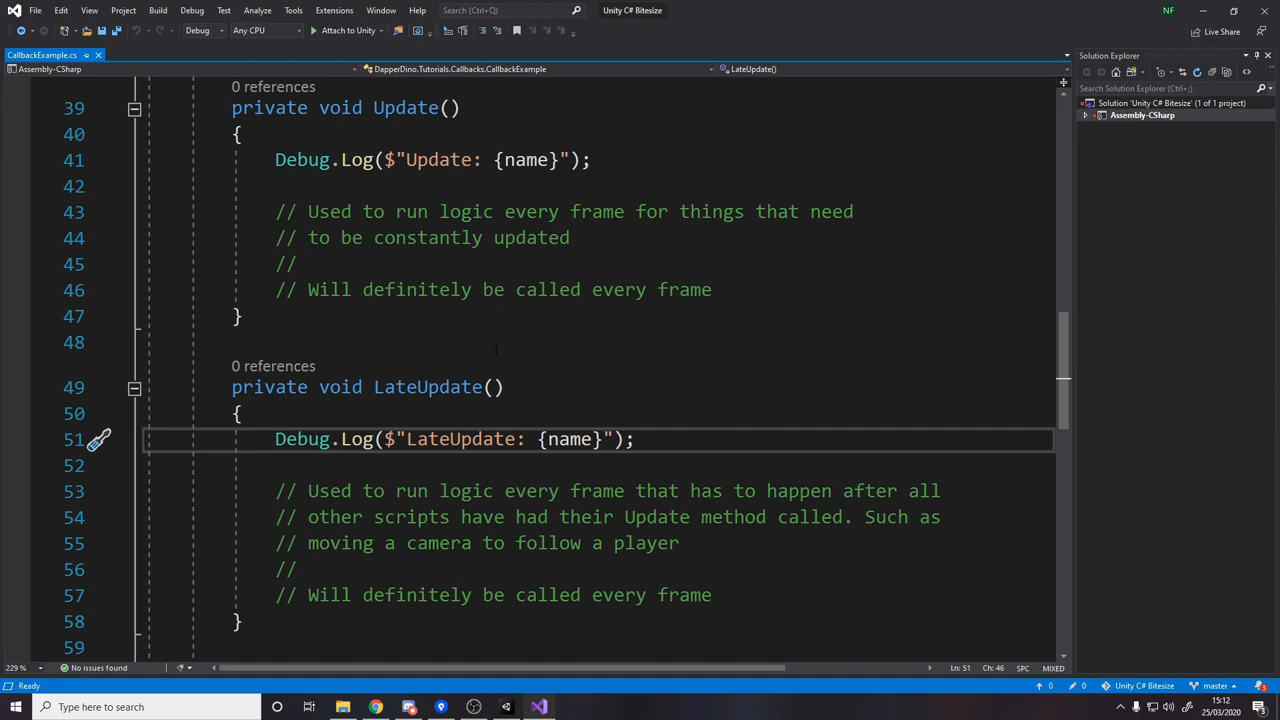 File Edit View Project Build Debug Test Analyze Tools Extensions Window Help Search (Ctrl+Q) Unity C# Bitesize NF
Debug Any CPU Attach to Unity Live Share
CallbackExample.cs
Assembly-CSharp DapperDino.Tutorials.Callbacks.CallbackExample LateUpdate()
Solution Explorer
Search Solution Explorer (Ctrl+;)
Solution 'Unity C# Bitesize' (1 of 1 project)
Assembly-CSharp
0 references
39 private void Update()
40 {
41 Debug.Log($"Update: {name}");
42
43 // Used to run logic every frame for things that need
44 // to be constantly updated
45 //
46 // Will definitely be called every frame
47 }
48
0 references
49 private void LateUpdate()
50 {
51 Debug.Log($"LateUpdate: {name}");
52
53 // Used to run logic every frame that has to happen after all
54 // other scripts have had their Update method called. Such as
55 // moving a camera to follow a player
56 //
57 // Will definitely be called every frame
58 }
59
229 % No issues found Ln: 51 Ch: 46 SPC MIXED
Ready 0 0 Unity C# Bitesize master 3
Type here to search 15:12
25/03/2020 3